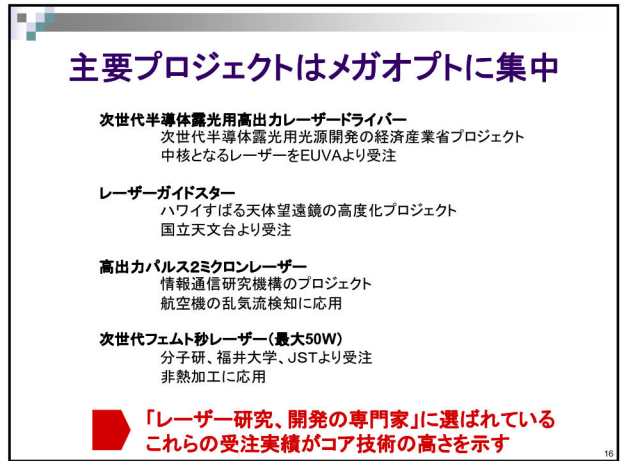 主要プロジェクトはメガオプトに集中
次世代半導体露光用高出力レーザードライバー
次世代半導体露光用光源開発の経済産業省プロジェクト
中核となるレーザーをEUVAより受注
レーザーガイドスター
ハワイすばる天体望遠鏡の高度化プロジェクト
国立天文台より受注
高出力パルス2ミクロンレーザー
情報通信研究機構のプロジェクト
航空機の乱気流検知に応用
次世代フェムト秒レーザー(最大50W)
分子研、福井大学、JSTより受注
非熱加工に応用
「レーザー研究、開発の専門家」に選ばれている
これらの受注実績がコア技術の高さを示す
16